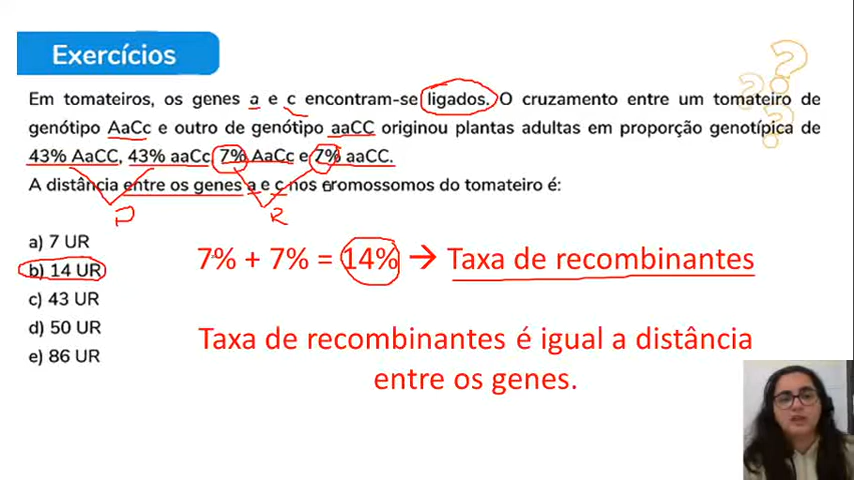 Exercícios
Em tomateiros, os genes a e c encontram-se ligados. O cruzamento entre um tomateiro de
genótipo AaCc e outro de genótipo aaCC originou plantas adultas em proporção genotípica de
43% AaCC, 43% aaCc, 7% AaCc e 7% aaCC.
A distância entre os genes a e c nos cromossomos do tomateiro é:
P R
a) 7 UR
7% + 7% = 14% → Taxa de recombinantes
b) 14 UR
c) 43 UR
d) 50 UR
e) 86 UR
Taxa de recombinantes é igual a distância
entre os genes.